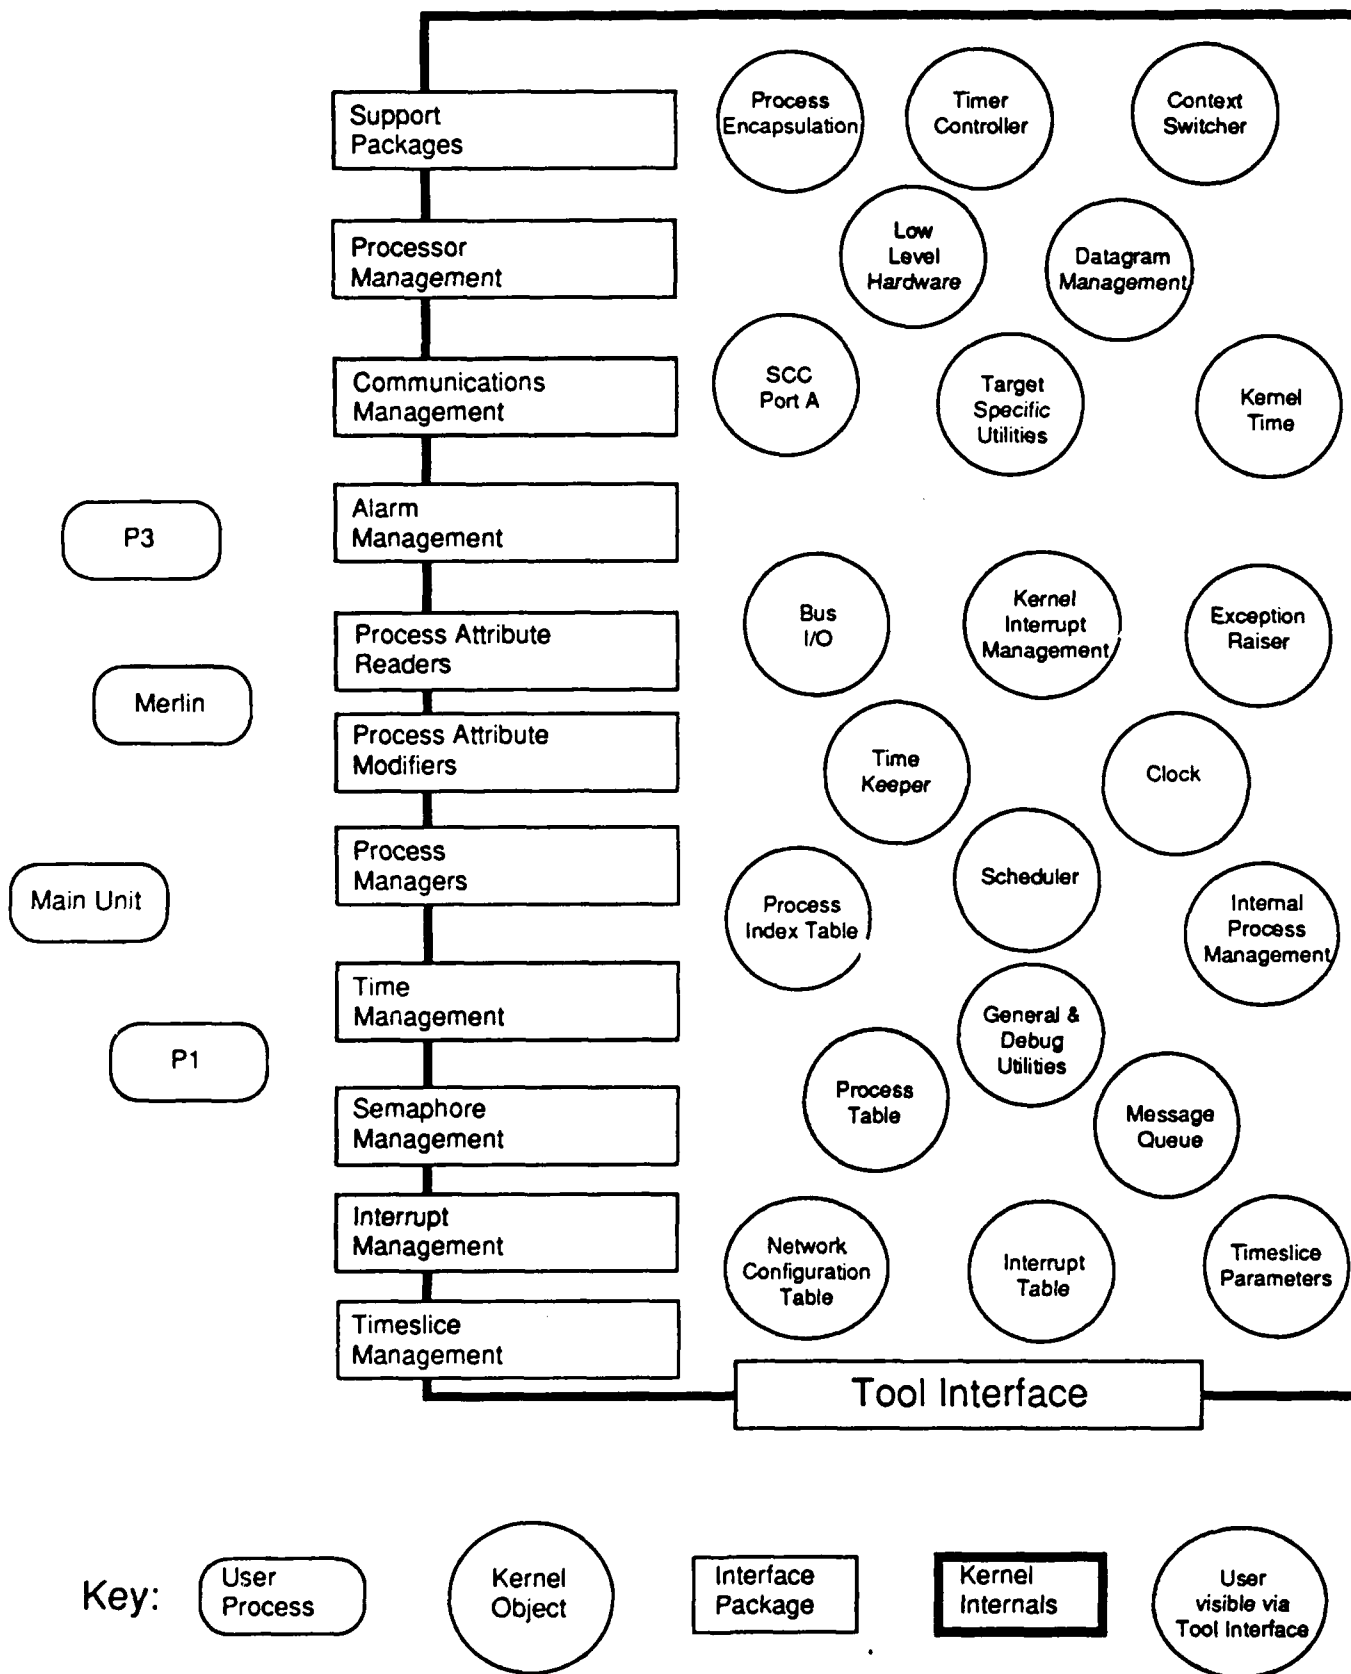 Support
Packages
Processor
Management
Communications
Management
Alarm
Management
Process Attribute
Readers
Process Attribute
Modifiers
Process
Managers
Time
Management
Semaphore
Management
Interrupt
Management
Timeslice
Management
P3
Merlin
Main Unit
P1
Process
Encapsulation
Timer
Controller
Context
Switcher
Low
Level
Hardware
Datagram
Management
SCC
Port A
Target
Specific
Utilities
Kernel
Time
Bus
I/O
Kernel
Interrupt
Management
Exception
Raiser
Time
Keeper
Clock
Scheduler
Process
Index Table
Internal
Process
Management
General &
Debug
Utilities
Process
Table
Message
Queue
Network
Configuration
Table
Interrupt
Table
Timeslice
Parameters
Tool Interface
Key:
User
Process
Kernel
Object
Interface
Package
Kernel
Internals
User
visible via
Tool Interface